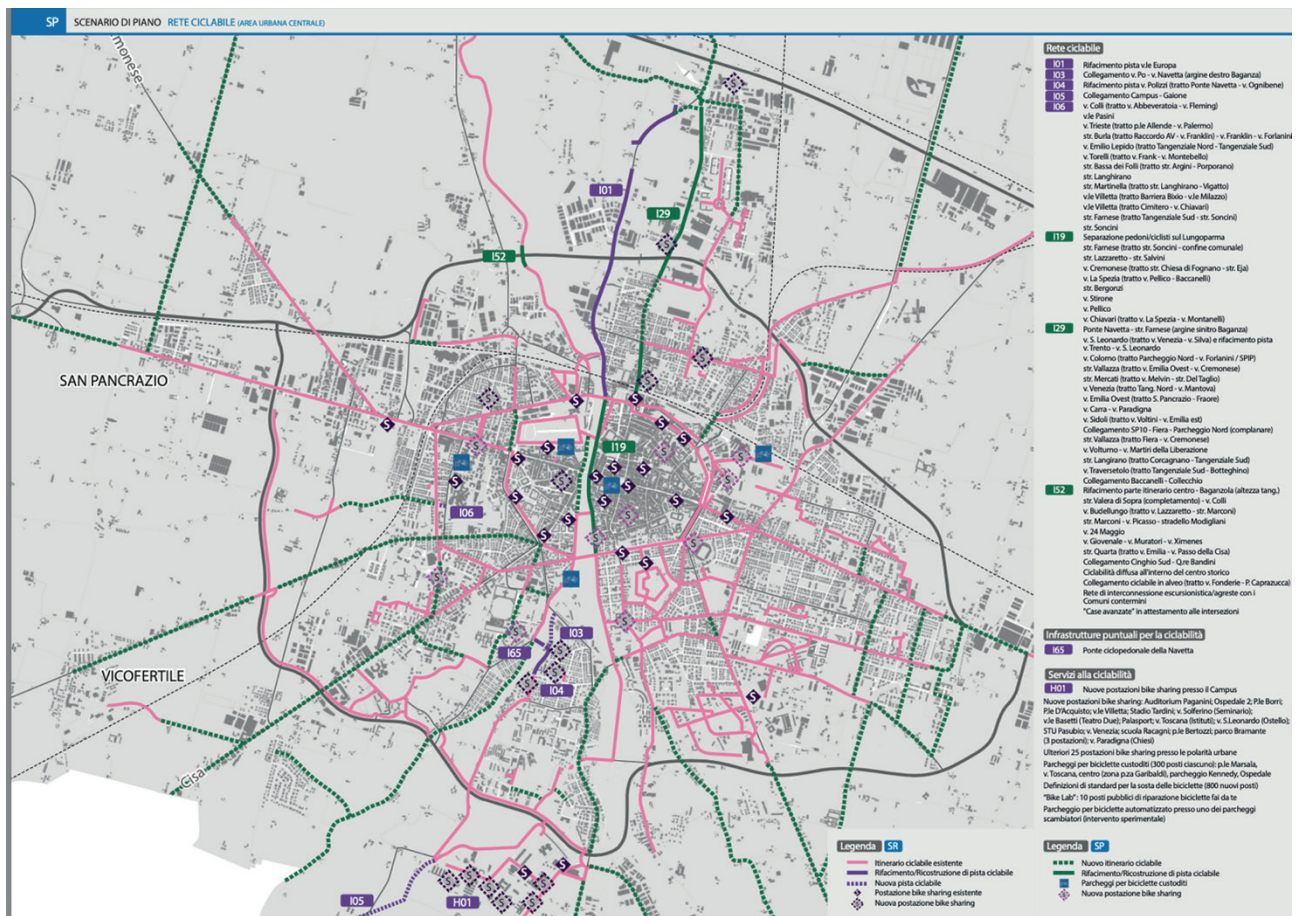 SP SCENARIO DI PIANO RETE CICLABILE (AREA URBANA CENTRALE)
monese
I01
I29
I52
SAN PANCRAZIO
I19
I06
I03
I65
I04
VICOFERTILE
Cisa
I05
H01
Rete ciclabile
I01 Rifacimento pista v.le Europa
I03 Collegamento v. Po - v. Navetta (argine destro Baganza)
I04 Rifacimento pista v. Polizzi (tratto Ponte Navetta - v. Ognibene)
I05 Collegamento Campus - Gaione
I06 v. Colli (tratto v. Abbeveratoia - v. Fleming)
v.le Pasini
v. Trieste (tratto p.le Allende - v. Palermo)
str. Burla (tratto Raccordo AV - v. Franklin) - v. Franklin - v. Forlanini
v. Emilio Lepido (tratto Tangenziale Nord - Tangenziale Sud)
v. Torelli (tratto v. Frank - v. Montebello)
str. Bassa dei Folli (tratto str. Argini - Porporano)
str. Langhirano
str. Martinella (tratto str. Langhirano - Vigatto)
v.le Villetta (tratto Barriera Bixio - v.le Milazzo)
v.le Villetta (tratto Cimitero - v. Chiavari)
str. Farnese (tratto Tangenziale Sud - str. Soncini)
str. Soncini
I19 Separazione pedoni/ciclisti sul Lungoparma
str. Farnese (tratto str. Soncini - confine comunale)
str. Lazzaretto - str. Salvini
v. Cremonese (tratto str. Chiesa di Fognano - str. Eja)
v. La Spezia (tratto v. Pellico - Baccanelli)
str. Bergonzi
v. Stirone
v. Pellico
v. Chiavari (tratto v. La Spezia - v. Montanelli)
I29 Ponte Navetta - str. Farnese (argine sinitro Baganza)
v. S. Leonardo (tratto v. Venezia - v. Silva) e rifacimento pista
v. Trento - v. S. Leonardo
v. Colorno (tratto Parcheggio Nord - v. Forlanini / SPIP)
str. Vallazza (tratto v. Emilia Ovest - v. Cremonese)
str. Mercati (tratto v. Melvin - str. Del Taglio)
v. Venezia (tratto Tang. Nord - v. Mantova)
v. Emilia Ovest (tratto S. Pancrazio - Fraore)
v. Carra - v. Paradigna
v. Sidoli (tratto v. Voltini - v. Emilia est)
Collegamento SP10 - Fiera - Parcheggio Nord (complanare)
str. Vallazza (tratto Fiera - v. Cremonese)
v. Volturno - v. Martiri della Liberazione
str. Langirano (tratto Corcagnano - Tangenziale Sud)
v. Traversetolo (tratto Tangenziale Sud - Botteghino)
Collegamento Baccanelli - Collecchio
I52 Rifacimento parte itinerario centro - Baganzola (altezza tang.)
str. Valera di Sopra (completamento) - v. Colli
v. Budellungo (tratto v. Lazzaretto - str. Marconi)
str. Marconi - v. Picasso - stradello Modigliani
v. 24 Maggio
v. Giovenale - v. Muratori - v. Ximenes
str. Quarta (tratto v. Emilia - v. Passo della Cisa)
Collegamento Cinghio Sud - Q.re Bandini
Ciclabilità diffusa all'interno del centro storico
Collegamento ciclabile in alveo (tratto v. Fonderie - P. Caprazucca)
Rete di interconnessione escursionistica/agreste con i
Comuni contermini
"Case avanzate" in attestamento alle intersezioni
Infrastrutture puntuali per la ciclabilità
I65 Ponte ciclopedonale della Navetta
Servizi alla ciclabilità
H01 Nuove postazioni bike sharing presso il Campus
Nuove postazioni bike sharing: Auditorium Paganini; Ospedale 2; P.le Borri;
P.le D'Acquisto; v.le Villetta; Stadio Tardini; v. Solferino (Seminario);
v.le Basetti (Teatro Due); Palasport; v. Toscana (Istituti); v. S.Leonardo (Ostello);
STU Pasubio; v. Venezia; scuola Racagni; p.le Bertozzi; parco Bramante
(3 postazioni); v. Paradigna (Chiesi)
Ulteriori 25 postazioni bike sharing presso le polarità urbane
Parcheggi per biciclette custoditi (300 posti ciascuno): p.le Marsala,
v. Toscana, centro (zona p.za Garibaldi), parcheggio Kennedy, Ospedale
Definizioni di standard per la sosta delle biciclette (800 nuovi posti)
"Bike Lab": 10 posti pubblici di riparazione biciclette fai da te
Parcheggio per biciclette automatizzato presso uno dei parcheggi
scambiatori (intervento sperimentale)
Legenda SR
Itinerario ciclabile esistente
Rifacimento/Ricostruzione di pista ciclabile
Nuova pista ciclabile
Postazione bike sharing esistente
Nuova postazione bike sharing
Legenda SP
Nuovo itinerario ciclabile
Rifacimento/Ricostruzione di pista ciclabile
Parcheggi per biciclette custoditi
Nuova postazione bike sharing